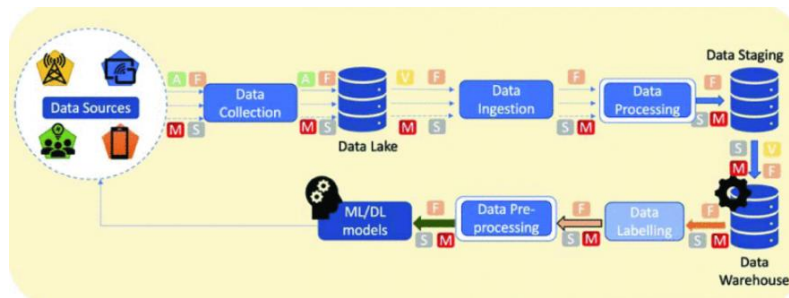 Data Staging
A F
A F
V F
F
F
Data Sources
Data
Collection
Data
Ingestion
Data
Processing
M S
M S
M S
S M
S M
Data Lake
S V
M F
F
F
F
ML/DL
models
Data Pre-
processing
Data
Labelling
S M
S M
S M
Data
Warehouse